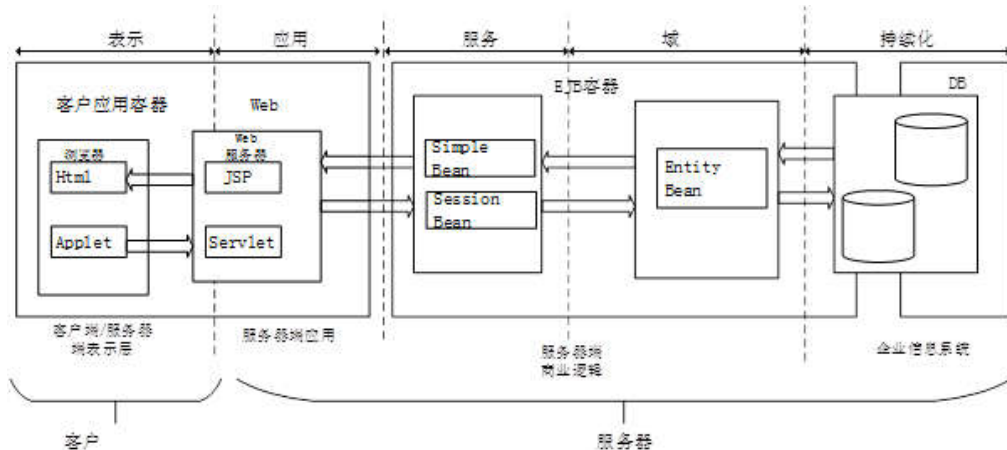 表示
应用
服务
域
持续化
客户应用容器
Web
EJB容器
DB
浏览器
Html
Applet
Web
服务器
JSP
Servlet
Simple
Bean
Session
Bean
Entity
Bean
客户端/服务器
端表示层
服务器端应用
服务器端
商业逻辑
企业信息系统
客户
服务器